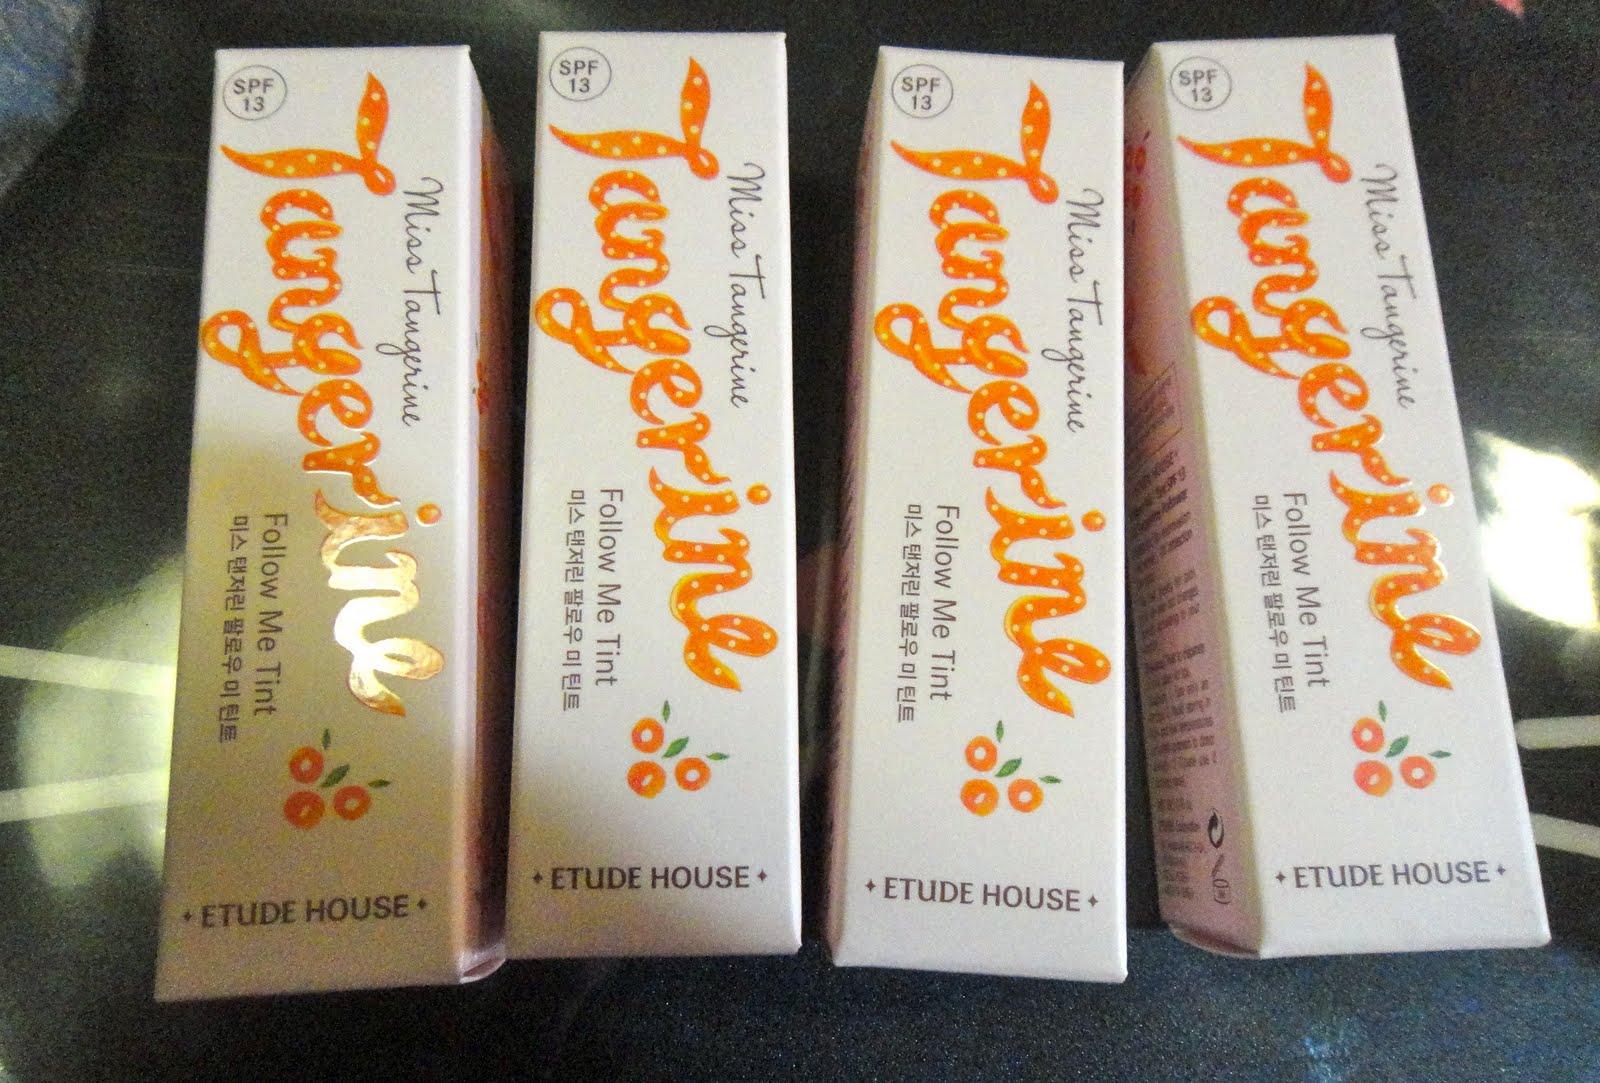 SPF
13
Tangerine
Miss Tangerine
Follow Me Tint
미스 탠저린 팔로우 미 틴트
ETUDE HOUSE
SPF
13
Tangerine
Miss Tangerine
Follow Me Tint
미스 탠저린 팔로우 미 틴트
ETUDE HOUSE
SPF
13
Tangerine
Miss Tangerine
Follow Me Tint
미스 탠저린 팔로우 미 틴트
ETUDE HOUSE
SPF
13
Tangerine
Miss Tangerine
Follow Me Tint
미스 탠저린 팔로우 미 틴트
ETUDE HOUSE